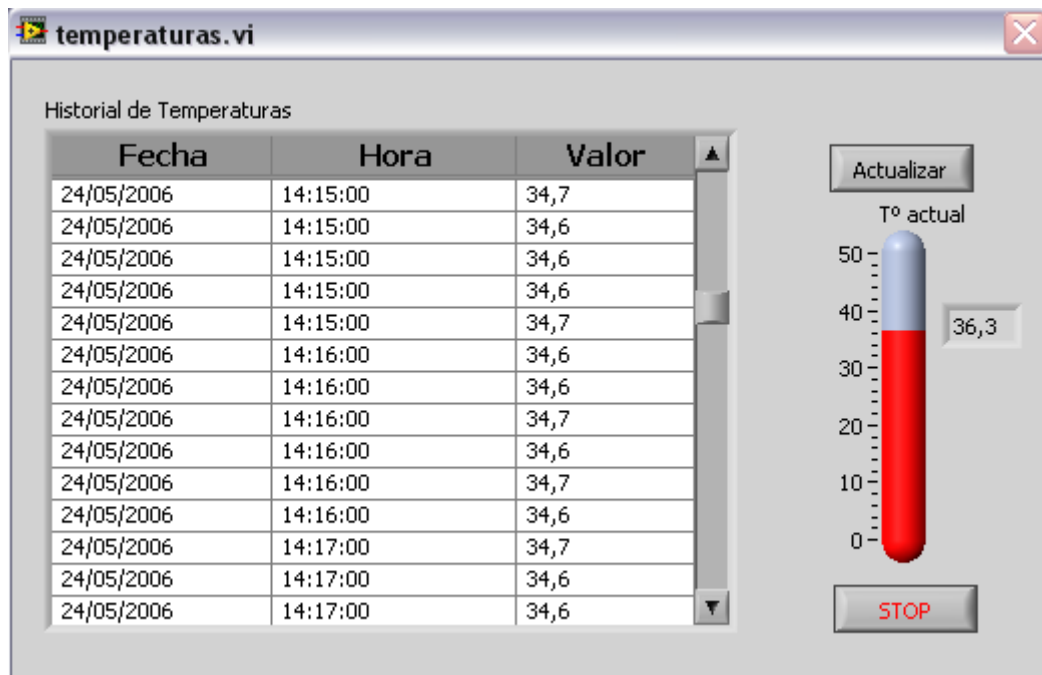 temperaturas.vi
Historial de Temperaturas
Fecha Hora Valor
24/05/2006 14:15:00 34,7
24/05/2006 14:15:00 34,6
24/05/2006 14:15:00 34,6
24/05/2006 14:15:00 34,6
24/05/2006 14:15:00 34,7
24/05/2006 14:16:00 34,6
24/05/2006 14:16:00 34,6
24/05/2006 14:16:00 34,7
24/05/2006 14:16:00 34,6
24/05/2006 14:16:00 34,7
24/05/2006 14:16:00 34,6
24/05/2006 14:17:00 34,7
24/05/2006 14:17:00 34,6
24/05/2006 14:17:00 34,6
Actualizar
Tº actual
50
40
36,3
30
20
10
0
STOP